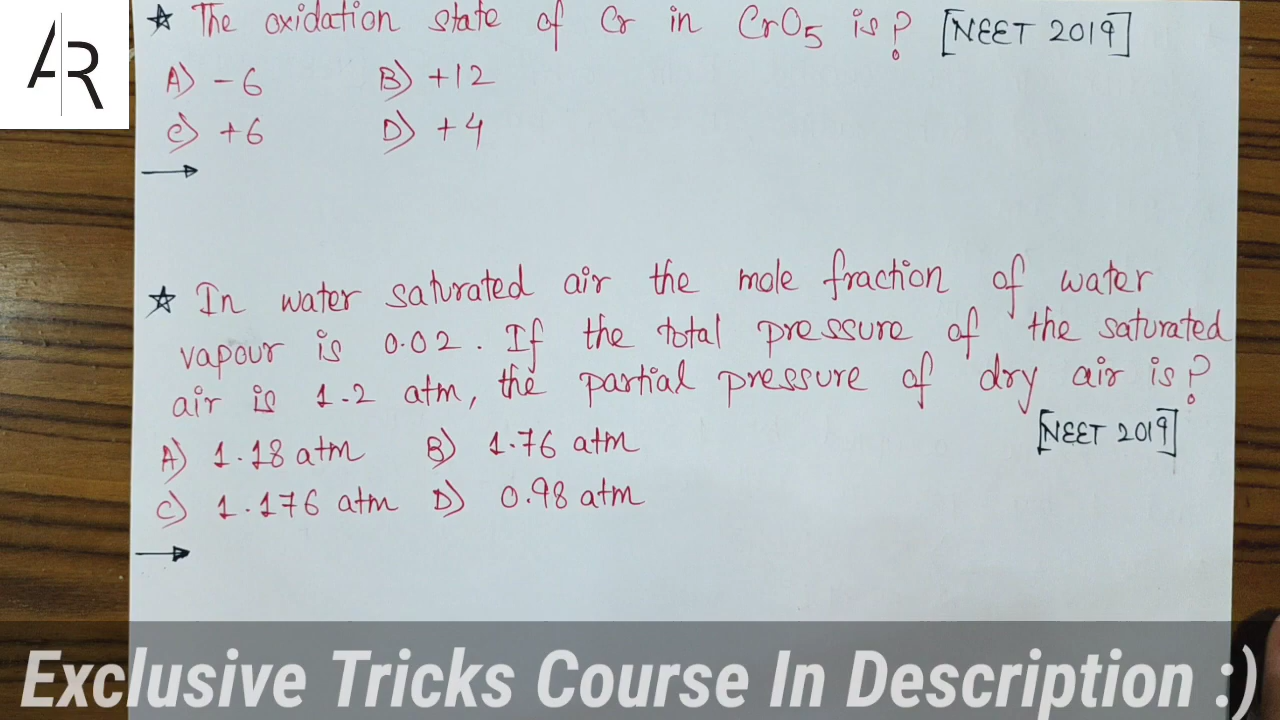 AR
☆ The oxidation state of Cr in CrO5 is? [NEET 2019]
A) -6 B) +12
C) +6 D) +4
→
☆ In water saturated air the mole fraction of water
vapour is 0.02. If the total pressure of the saturated
air is 1.2 atm, the partial pressure of dry air is?
[NEET 2019]
A) 1.18 atm B) 1.76 atm
C) 1.176 atm D) 0.98 atm
→
Exclusive Tricks Course In Description :)